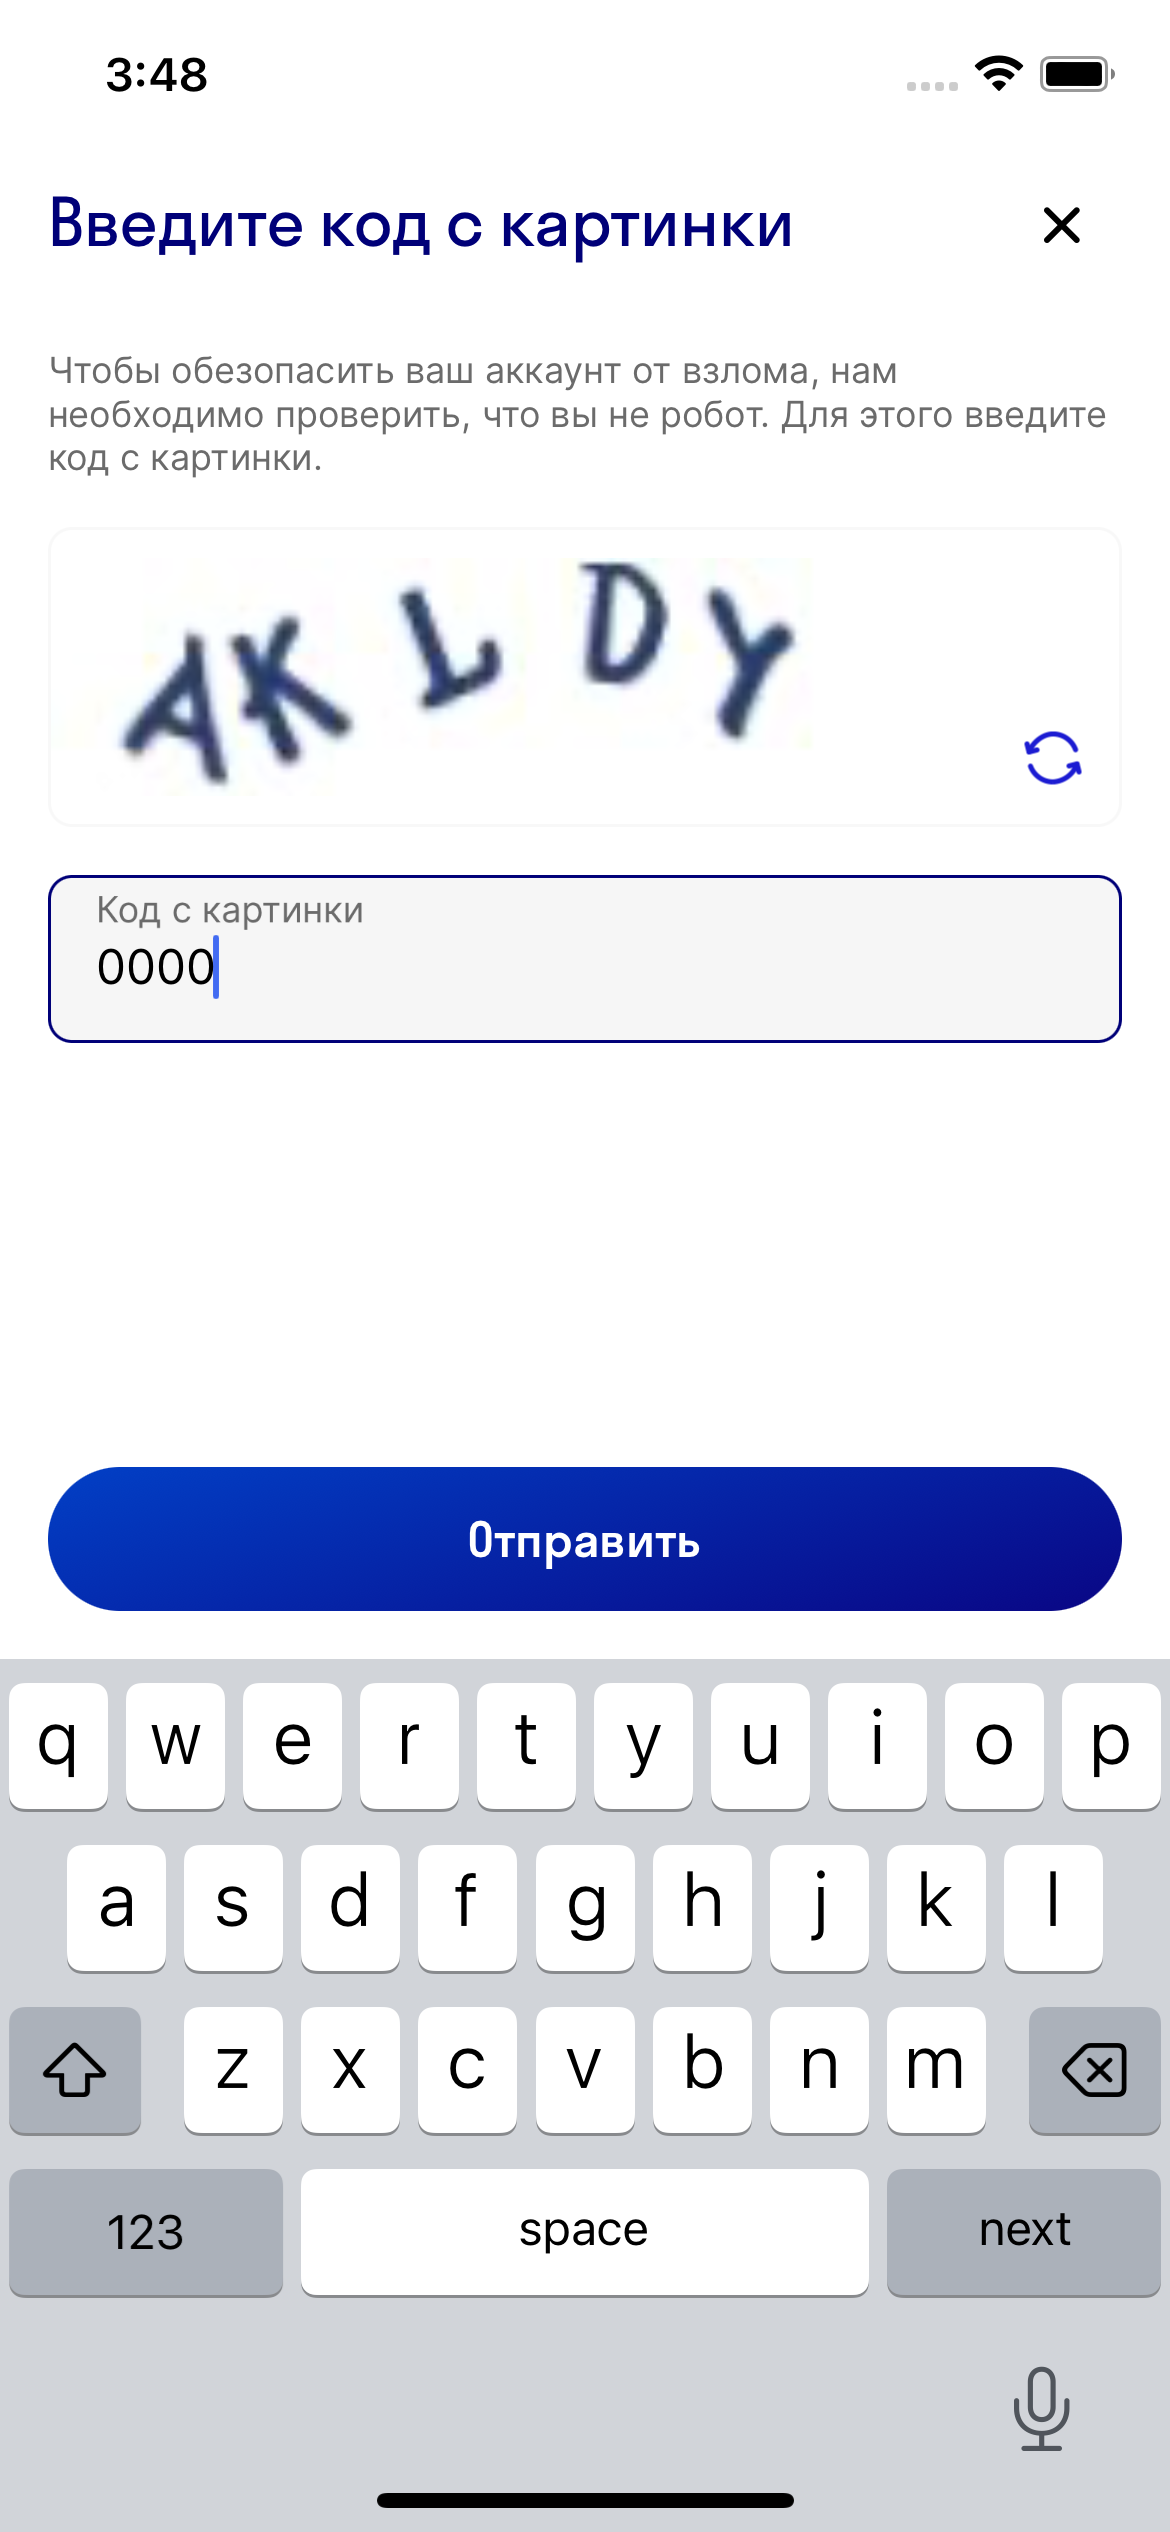 3:48
Введите код с картинки
Чтобы обезопасить ваш аккаунт от взлома, нам
необходимо проверить, что вы не робот. Для этого введите
код с картинки.
AKLDY
Код с картинки
0000
Отправить
q w e r t y u i o p
a s d f g h j k l
z x c v b n m
123 space next